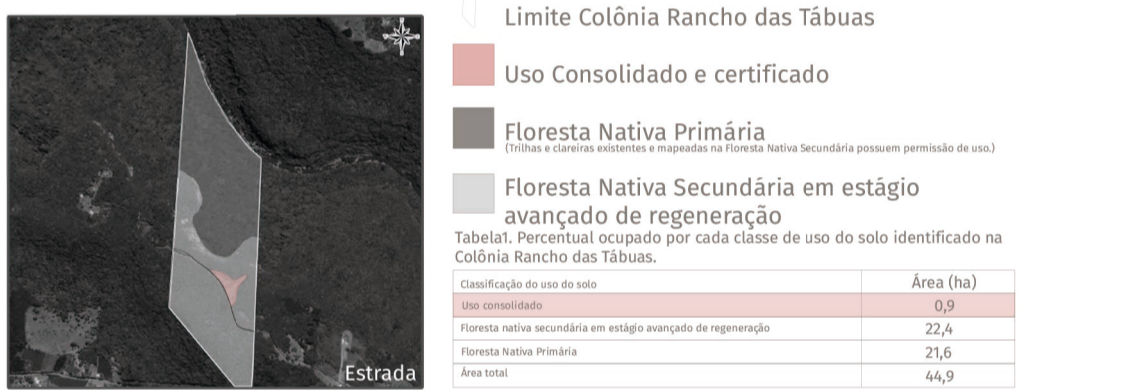 Limite Colônia Rancho das Tábuas
Uso Consolidado e certificado
Floresta Nativa Primária
(Trilhas e clareiras existentes e mapeadas na Floresta Nativa Secundária possuem permissão de uso.)
Floresta Nativa Secundária em estágio
avançado de regeneração
Tabela1. Percentual ocupado por cada classe de uso do solo identificado na
Colônia Rancho das Tábuas.
Classificação do uso do solo Área (ha)
Uso consolidado 0,9
Floresta nativa secundária em estágio avançado de regeneração 22,4
Floresta Nativa Primária 21,6
Área total 44,9
Estrada